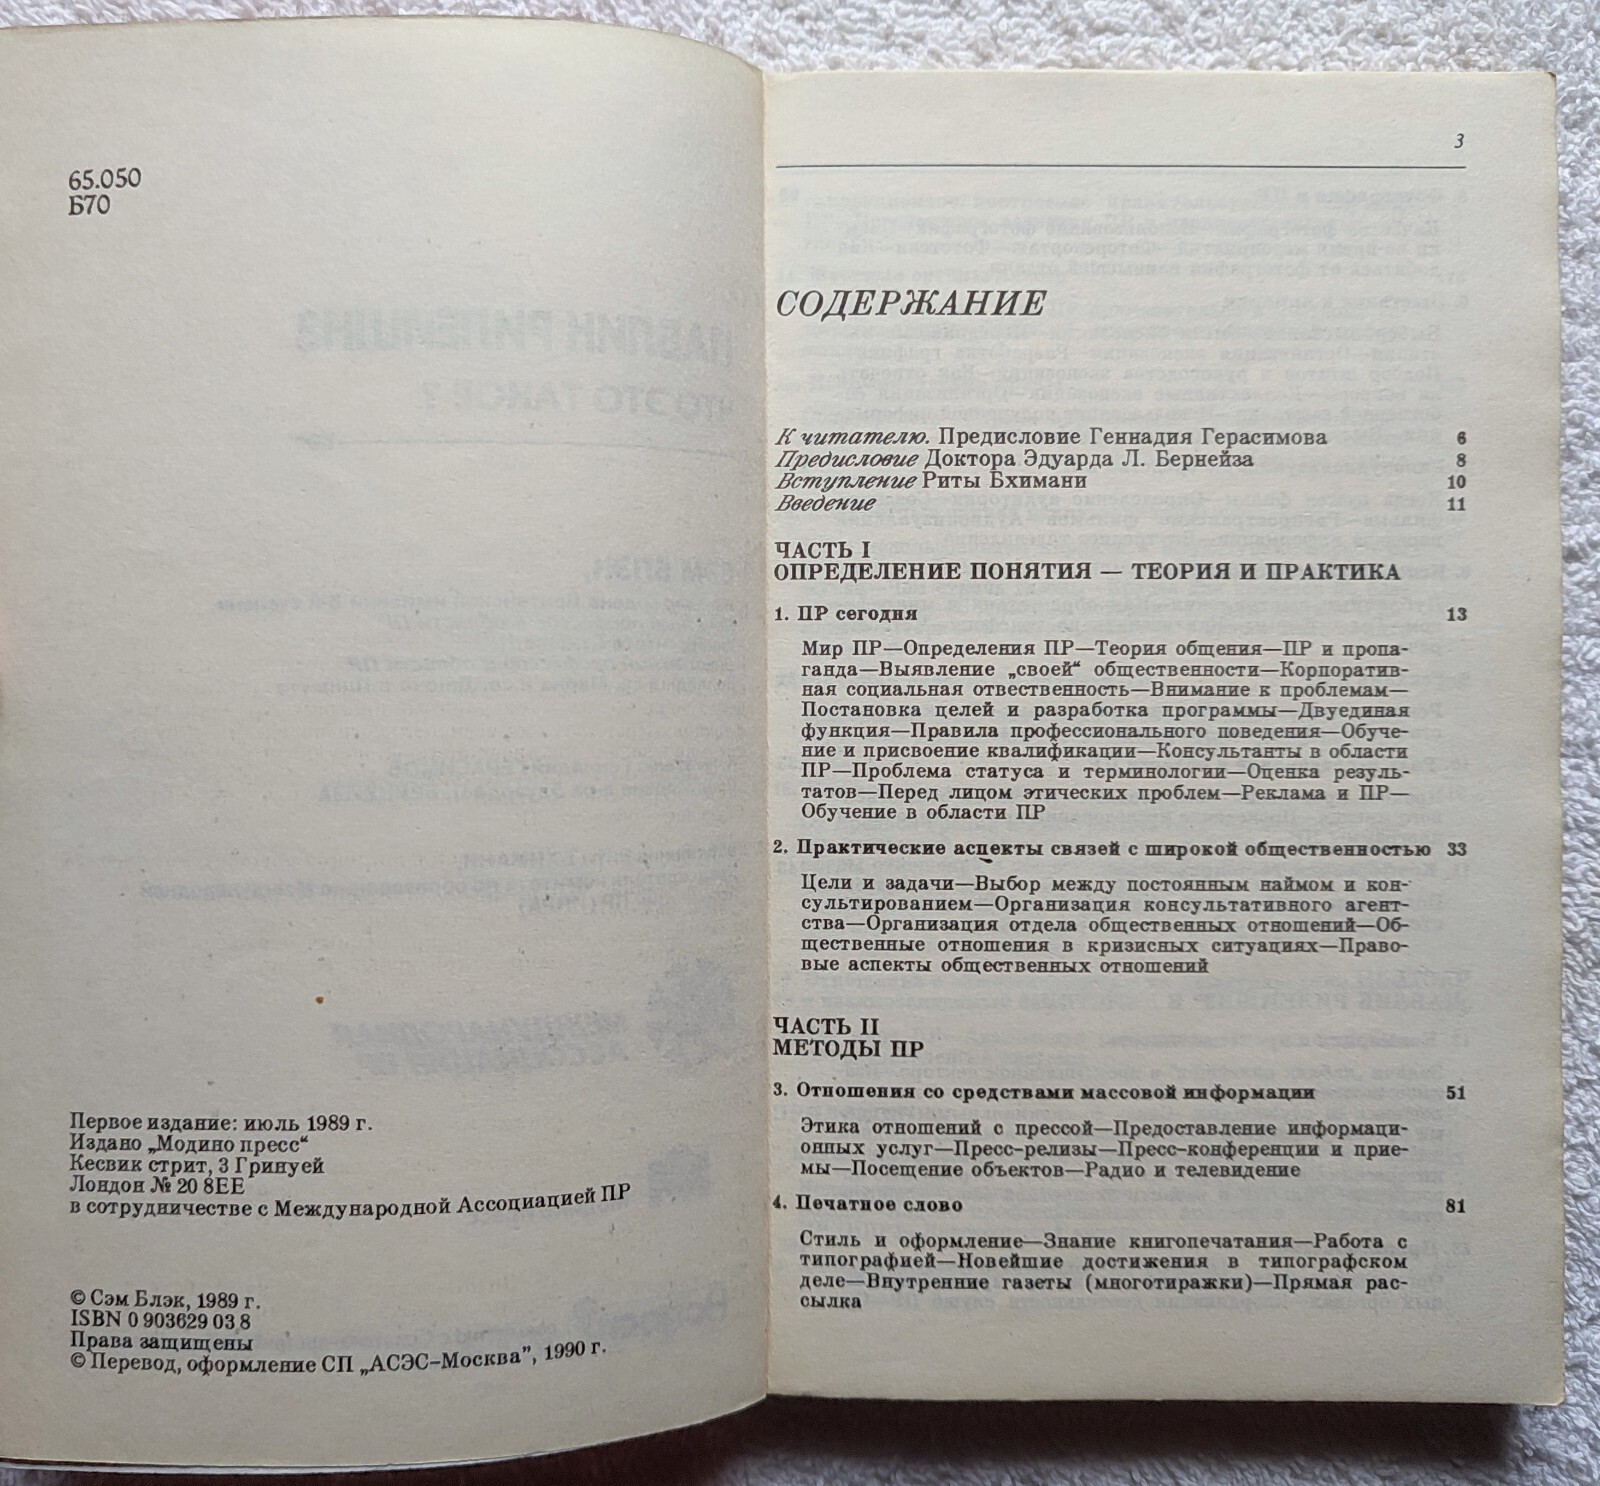 65.050
Б70
Первое издание: июль 1989 г.
Издано „Модино пресс“
Кесвик стрит, 3 Гринуей
Лондон № 20 8ЕЕ
в сотрудничестве с Международной Ассоциацией ПР
© Сэм Блэк, 1989 г.
ISBN 0 903629 03 8
Права защищены
© Перевод, оформление СП „АСЭС–Москва”, 1990 г.
3
СОДЕРЖАНИЕ
К читателю. Предисловие Геннадия Герасимова 6
Предисловие Доктора Эдуарда Л. Бернейза 8
Вступление Риты Бхимани 10
Введение 11
ЧАСТЬ I
ОПРЕДЕЛЕНИЕ ПОНЯТИЯ — ТЕОРИЯ И ПРАКТИКА
1. ПР сегодня 13
Мир ПР—Определения ПР—Теория общения—ПР и пропа-
ганда—Выявление „своей“ общественности—Корпоратив-
ная социальная отвественность—Внимание к проблемам—
Постановка целей и разработка программы—Двуединая
функция—Правила профессионального поведения—Обуче-
ние и присвоение квалификации—Консультанты в области
ПР—Проблема статуса и терминологии—Оценка резуль-
татов—Перед лицом этических проблем—Реклама и ПР—
Обучение в области ПР
2. Практические аспекты связей с широкой общественностью 33
Цели и задачи—Выбор между постоянным наймом и кон-
сультированием—Организация консультативного агент-
ства—Организация отдела общественных отношений—Об-
щественные отношения в кризисных ситуациях—Право-
вые аспекты общественных отношений
ЧАСТЬ II
МЕТОДЫ ПР
3. Отношения со средствами массовой информации 51
Этика отношений с прессой—Предоставление информаци-
онных услуг—Пресс-релизы—Пресс-конференции и прие-
мы—Посещение объектов—Радио и телевидение
4. Печатное слово 81
Стиль и оформление—Знание книгопечатания—Работа с
типографией—Новейшие достижения в типографском
деле—Внутренние газеты (многотиражки)—Прямая рас-
сылка